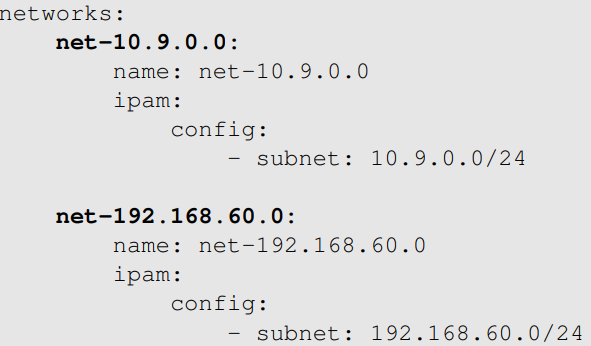 networks:
    net-10.9.0.0:
        name: net-10.9.0.0
        ipam:
            config:
                - subnet: 10.9.0.0/24

    net-192.168.60.0:
        name: net-192.168.60.0
        ipam:
            config:
                - subnet: 192.168.60.0/24